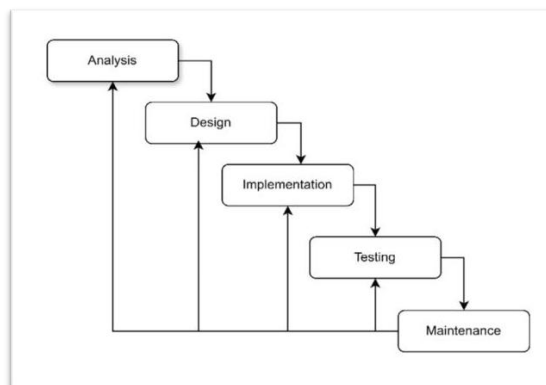 Analysis
Design
Implementation
Testing
Maintenance